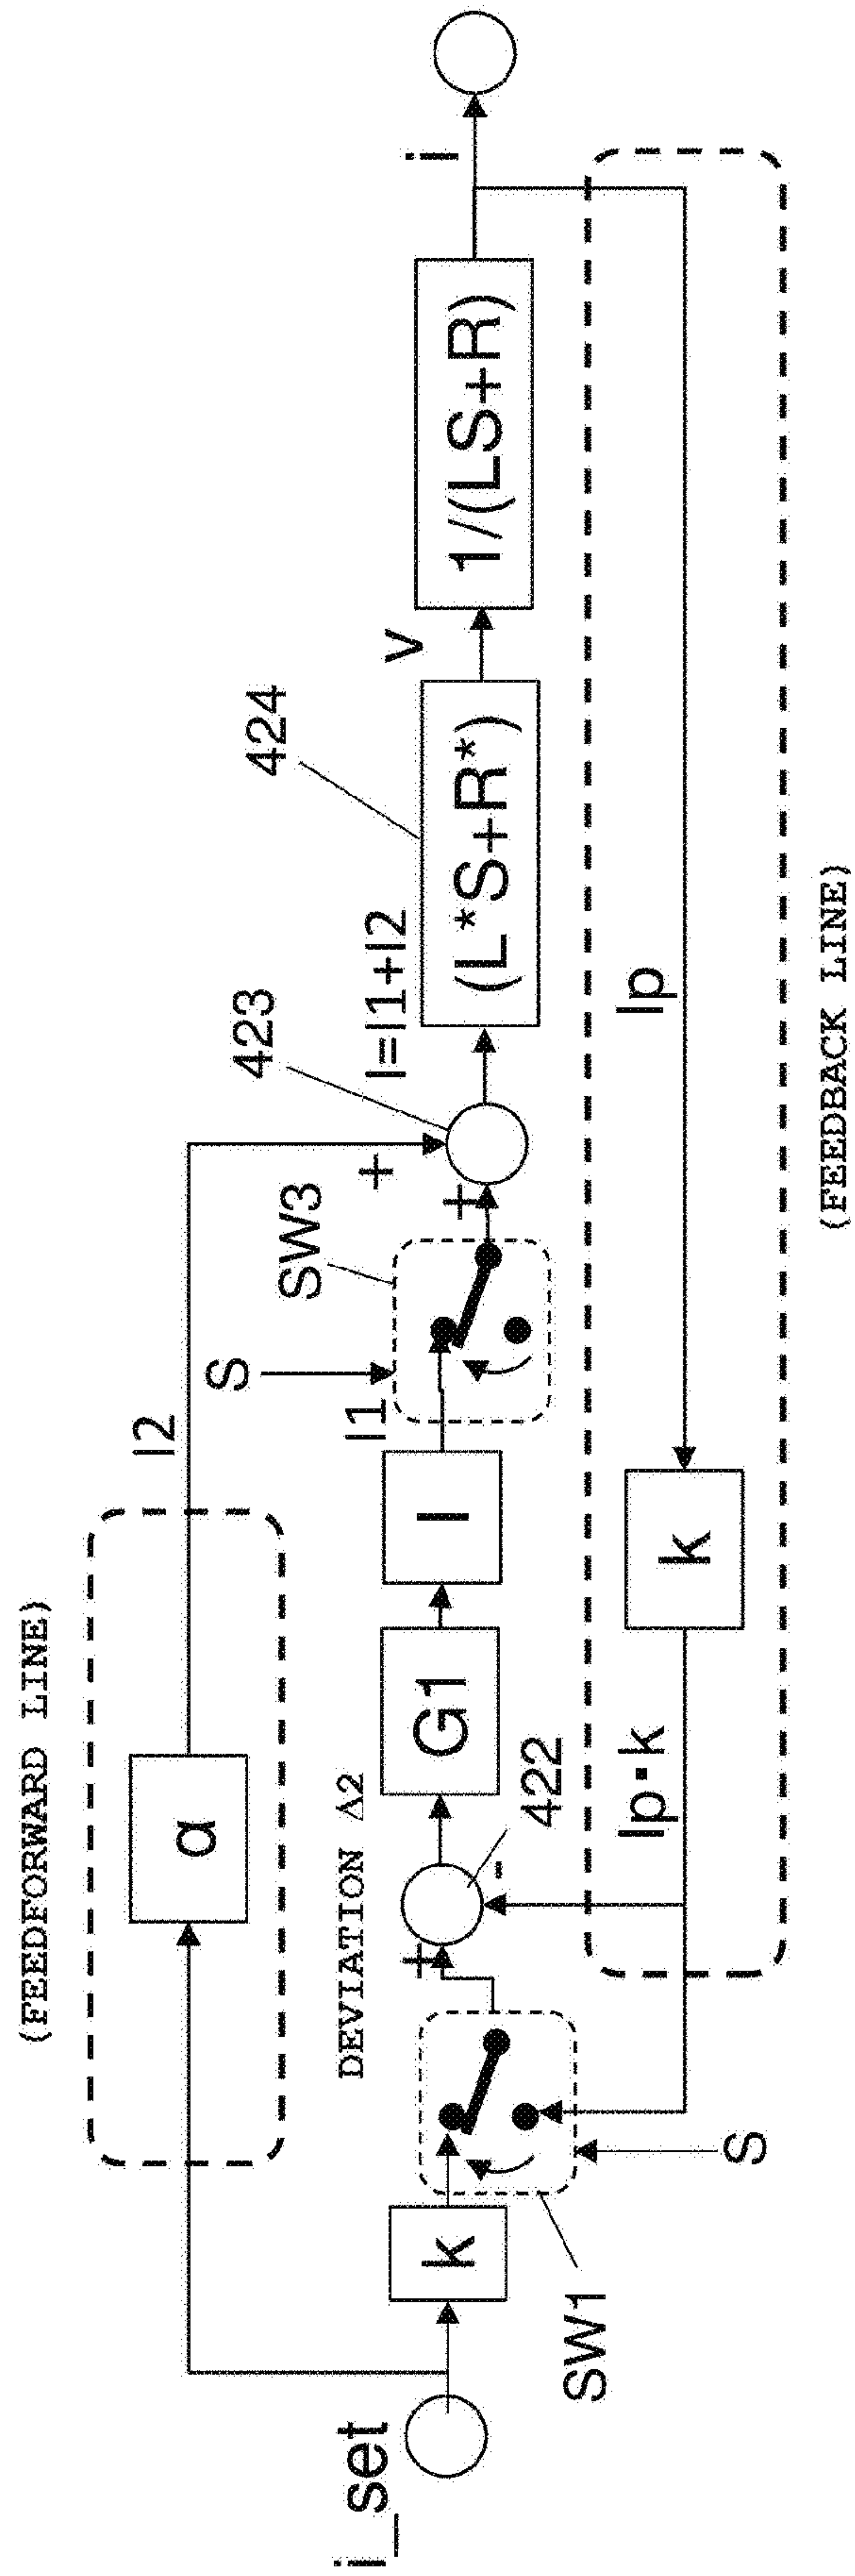 (FEEDFORWARD LINE)
α
I2
S
SW3
423
424
DEVIATION Δ2
I1
I=I1+I2
V
i
i_set
k
+
G1
I
+
+
(L*S+R*)
1/(LS+R)
422
-
SW1
S
Ip・k
k
Ip
(FEEDBACK LINE)